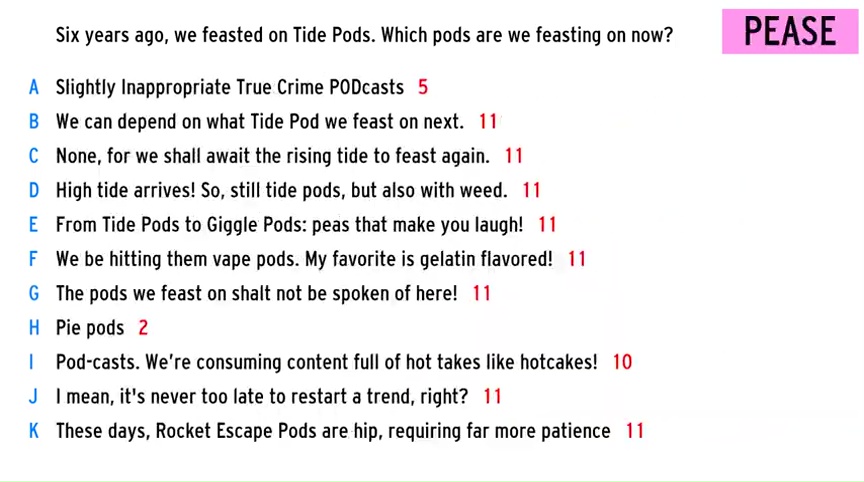 Six years ago, we feasted on Tide Pods. Which pods are we feasting on now?
PEASE
A Slightly Inappropriate True Crime PODcasts 5
B We can depend on what Tide Pod we feast on next. 11
C None, for we shall await the rising tide to feast again. 11
D High tide arrives! So, still tide pods, but also with weed. 11
E From Tide Pods to Giggle Pods: peas that make you laugh! 11
F We be hitting them vape pods. My favorite is gelatin flavored! 11
G The pods we feast on shalt not be spoken of here! 11
H Pie pods 2
I Pod-casts. We're consuming content full of hot takes like hotcakes! 10
J I mean, it's never too late to restart a trend, right? 11
K These days, Rocket Escape Pods are hip, requiring far more patience 11